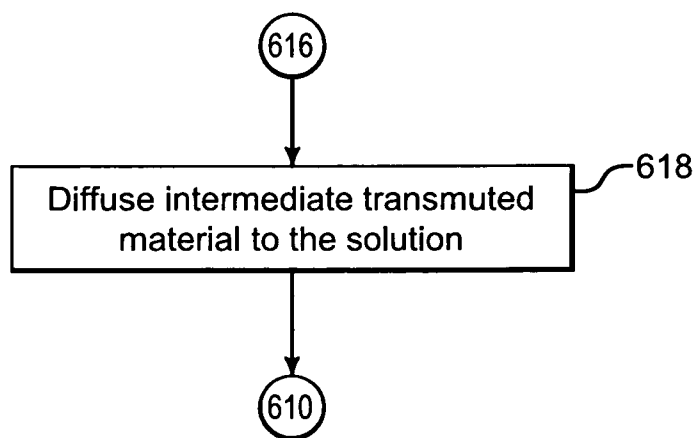 616
Diffuse intermediate transmuted
material to the solution
618
610